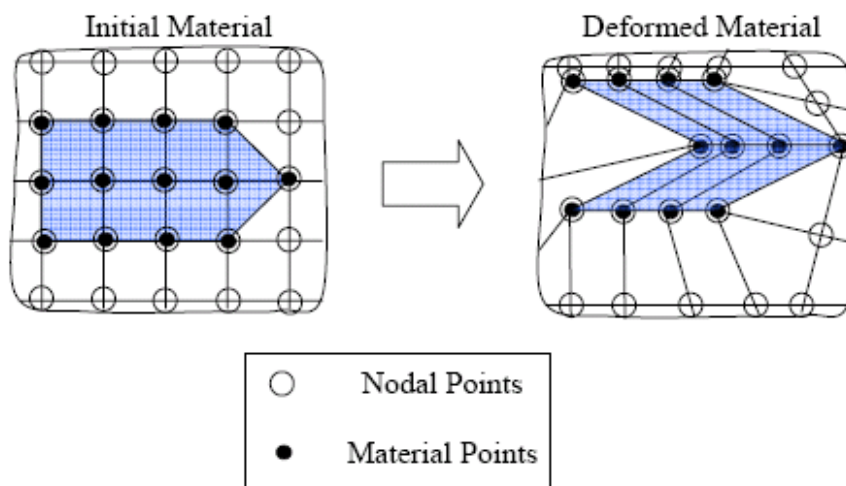 Initial Material
Deformed Material
Nodal Points
Material Points